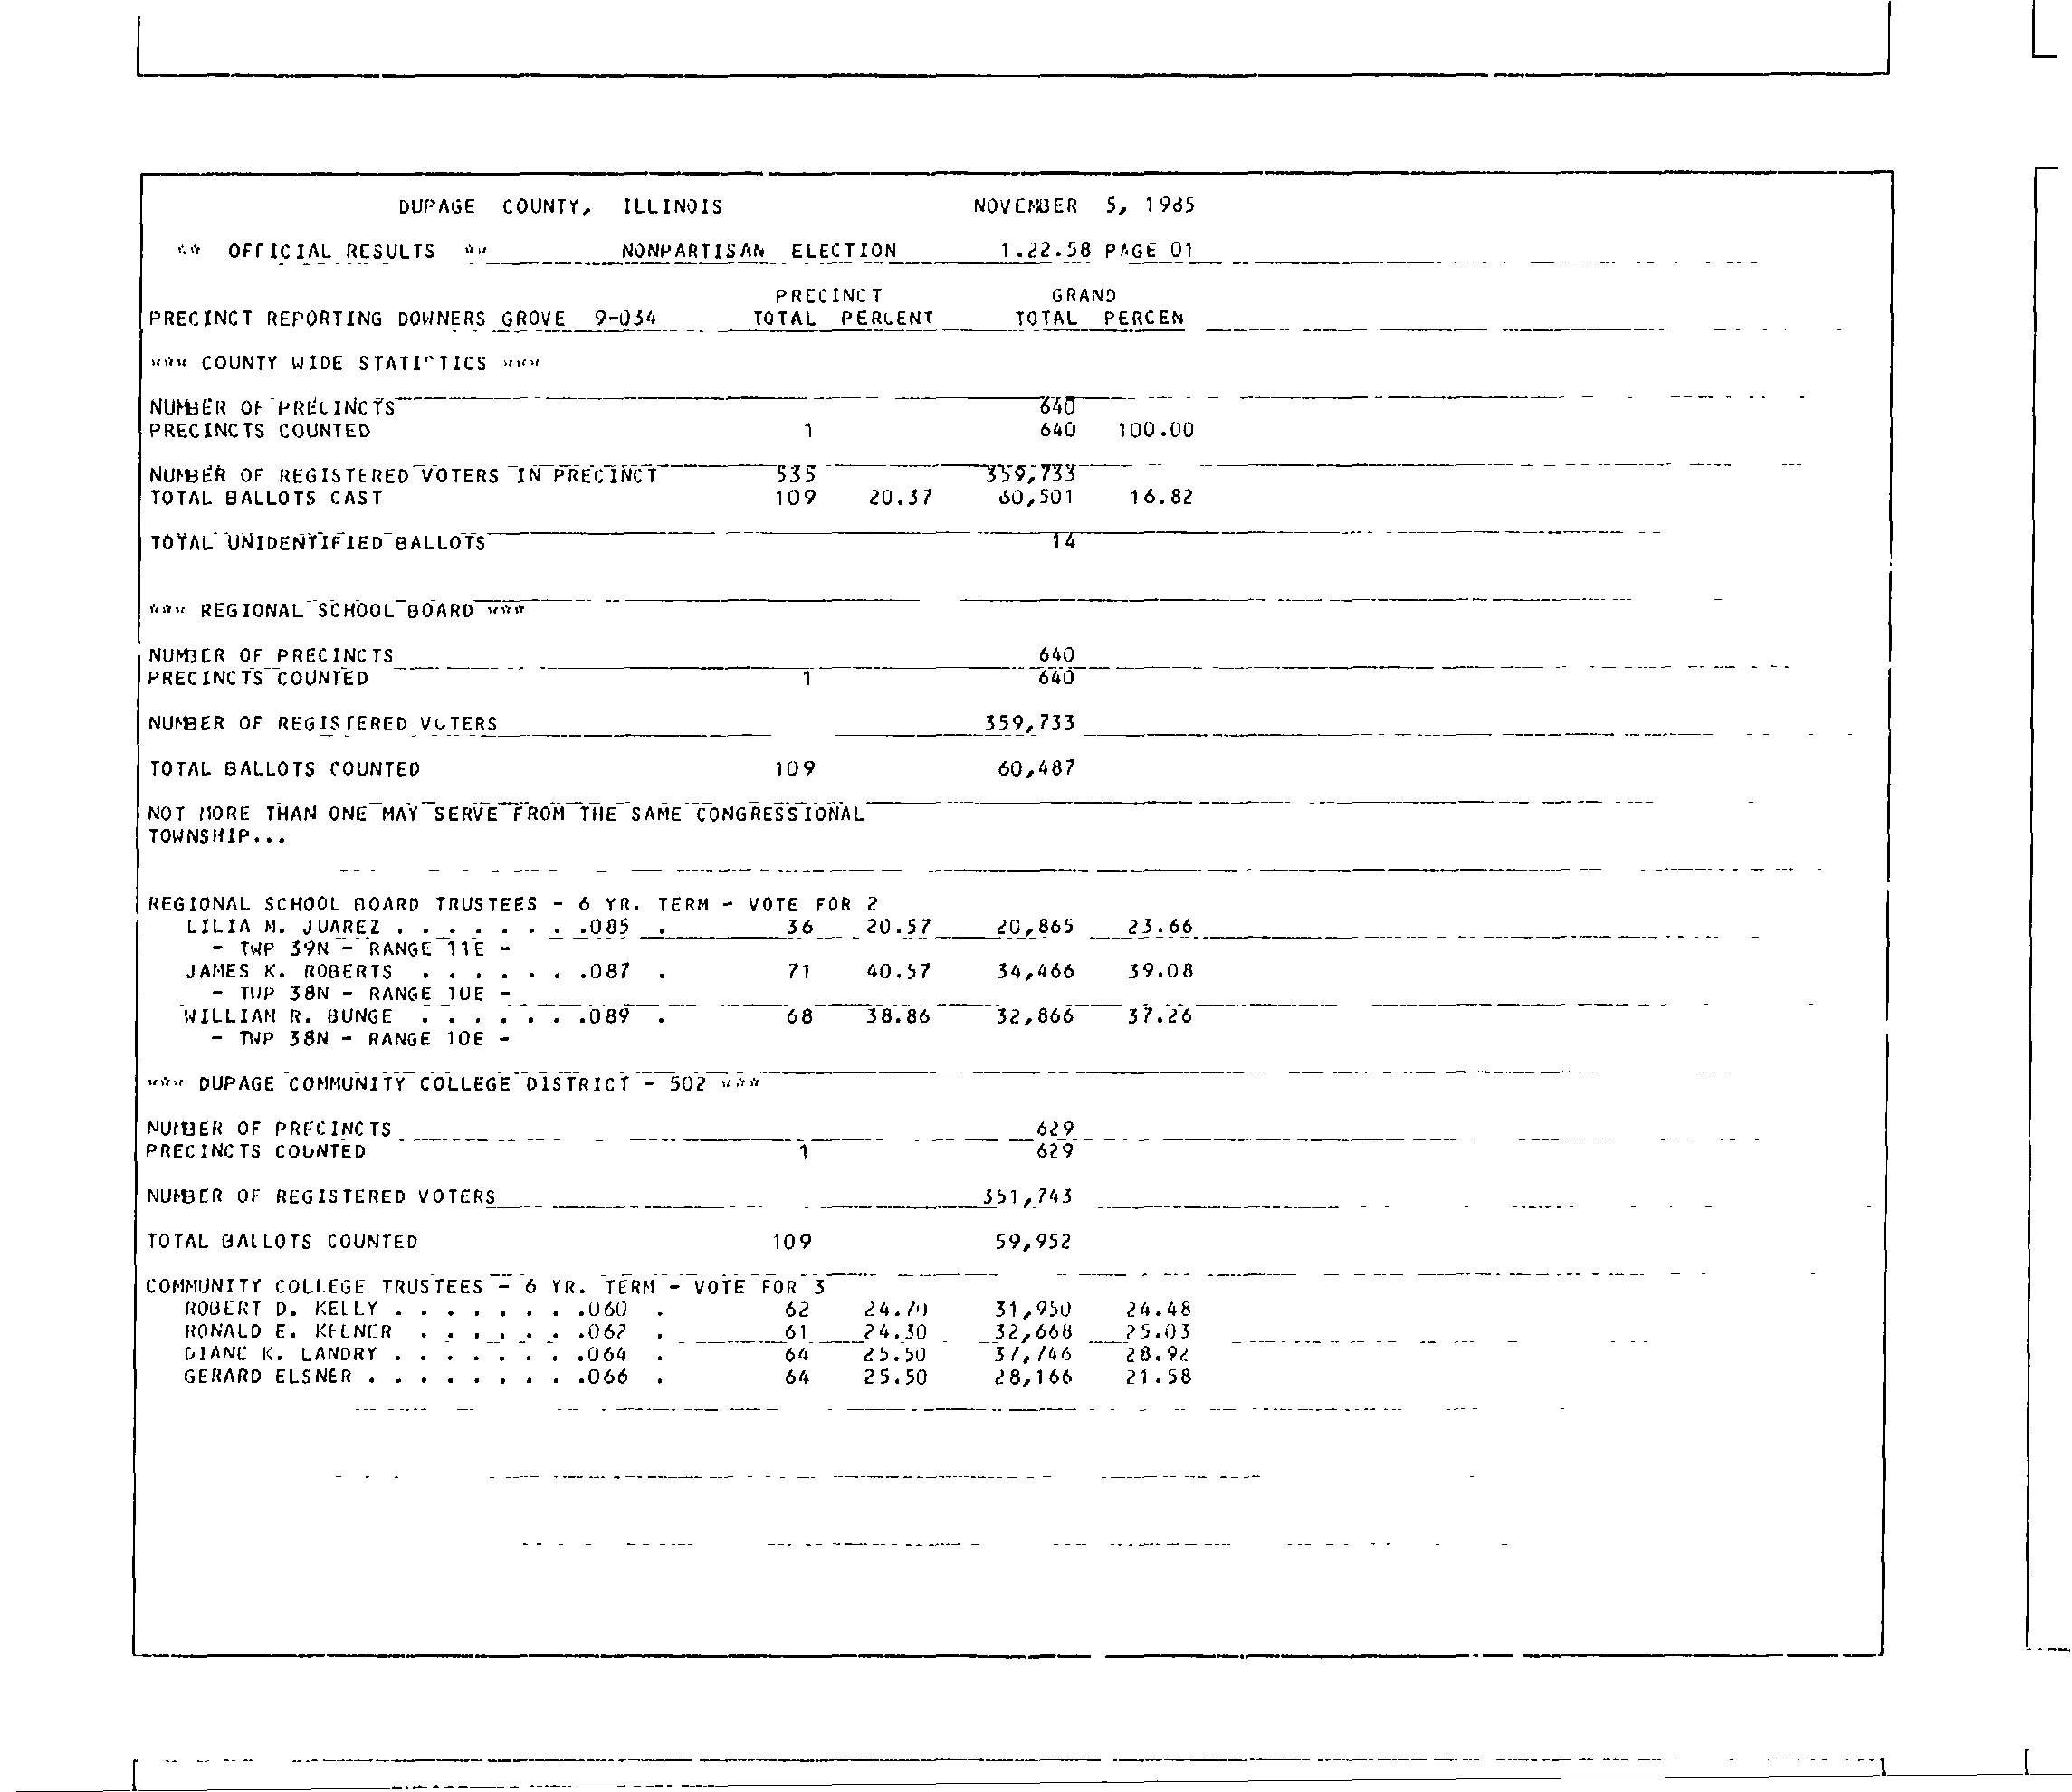 DUPAGE COUNTY, ILLINOIS NOVEMBER 5, 1985
** OFFICIAL RESULTS ** NONPARTISAN ELECTION 1.22.58 PAGE 01
PRECINCT GRAND
PRECINCT REPORTING DOWNERS GROVE 9-034 TOTAL PERCENT TOTAL PERCEN
*** COUNTY WIDE STATISTICS ***
NUMBER OF PRECINCTS 640
PRECINCTS COUNTED 1 640 100.00
NUMBER OF REGISTERED VOTERS IN PRECINCT 535 359,733
TOTAL BALLOTS CAST 109 20.37 60,501 16.82
TOTAL UNIDENTIFIED BALLOTS 14
*** REGIONAL SCHOOL BOARD ***
NUMBER OF PRECINCTS 640
PRECINCTS COUNTED 1 640
NUMBER OF REGISTERED VOTERS 359,733
TOTAL BALLOTS COUNTED 109 60,487
NOT MORE THAN ONE MAY SERVE FROM THE SAME CONGRESSIONAL
TOWNSHIP...
REGIONAL SCHOOL BOARD TRUSTEES - 6 YR. TERM - VOTE FOR 2
LILIA M. JUAREZ . . . . . . . .085 . 36 20.57 20,865 23.66
- TWP 39N - RANGE 11E -
JAMES K. ROBERTS . . . . . . .087 . 71 40.57 34,466 39.08
- TWP 38N - RANGE 10E -
WILLIAM R. BUNGE . . . . . . .089 . 68 38.86 32,866 37.26
- TWP 38N - RANGE 10E -
*** DUPAGE COMMUNITY COLLEGE DISTRICT - 502 ***
NUMBER OF PRECINCTS 629
PRECINCTS COUNTED 1 629
NUMBER OF REGISTERED VOTERS 351,743
TOTAL BALLOTS COUNTED 109 59,952
COMMUNITY COLLEGE TRUSTEES - 6 YR. TERM - VOTE FOR 3
ROBERT D. KELLY . . . . . . . .060 . 62 24.70 31,950 24.48
RONALD E. KEENER . . . . . . .062 . 61 24.30 32,668 25.03
DIANE K. LANDRY . . . . . . . .064 . 64 25.50 37,746 28.92
GERARD ELSNER . . . . . . . . .066 . 64 25.50 28,166 21.58